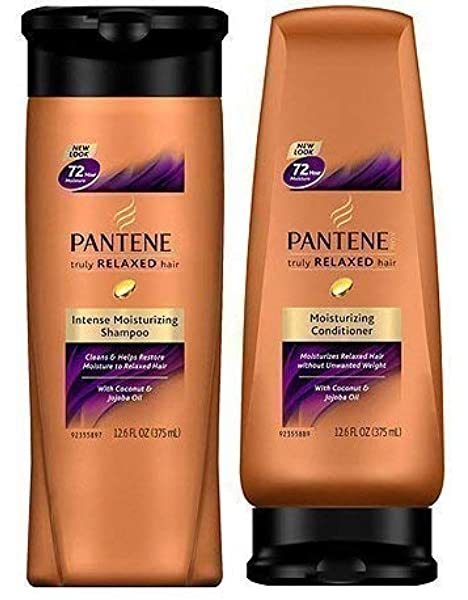 NEW
LOOK
72 Hour
Moisture
PANTENE
truly RELAXED hair
Intense Moisturizing
Shampoo
Cleans & Helps Restore
Moisture to Relaxed Hair
With Coconut &
Jojoba Oil
92355897 12.6 FL OZ (375 mL)
NEW
LOOK
72 Hour
Moisture
PANTENE
truly RELAXED hair
Moisturizing
Conditioner
Moisturizes Relaxed Hair
without Unwanted Weight
With Coconut &
Jojoba Oil
92355889 12.6 FL OZ (375 mL)